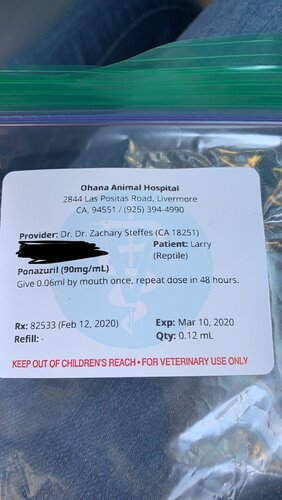 Ohana Animal Hospital
2844 Las Positas Road, Livermore
CA, 94551 / (925) 394-4990
Provider: Dr. Dr. Zachary Steffes (CA 18251)
Patient: Larry
(Reptile)
Ponazuril (90mg/mL)
Give 0.06ml by mouth once, repeat dose in 48 hours.
Rx: 82533 (Feb 12, 2020)
Exp: Mar 10, 2020
Refill: -
Qty: 0.12 mL
KEEP OUT OF CHILDREN'S REACH • FOR VETERINARY USE ONLY